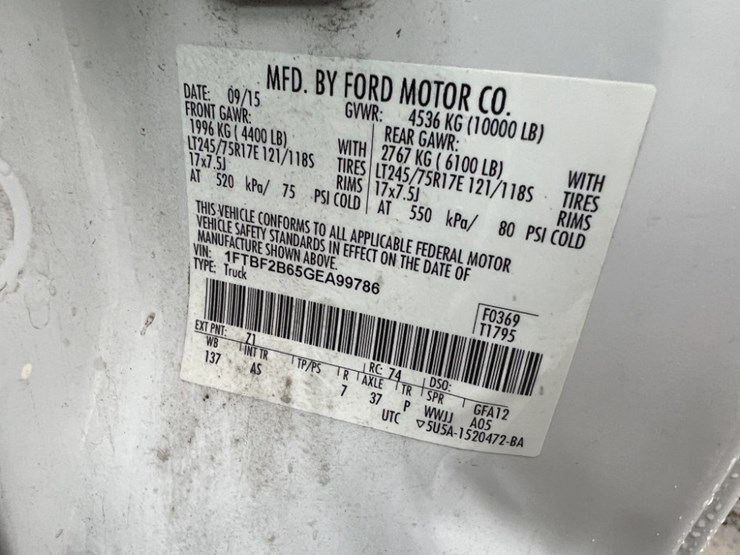 MFD. BY FORD MOTOR CO.
DATE: 09/15 GVWR: 4536 KG (10000 LB)
FRONT GAWR: REAR GAWR:
1996 KG ( 4400 LB) WITH 2767 KG ( 6100 LB) WITH
LT245/75R17E 121/118S TIRES LT245/75R17E 121/118S TIRES
17x7.5J RIMS 17x7.5J RIMS
AT 520 kPa/ 75 PSI COLD AT 550 kPa/ 80 PSI COLD
THIS VEHICLE CONFORMS TO ALL APPLICABLE FEDERAL MOTOR
VEHICLE SAFETY STANDARDS IN EFFECT ON THE DATE OF
MANUFACTURE SHOWN ABOVE.
VIN: 1FTBF2B65GEA99786
TYPE: Truck
F0369
T1795
EXT PNT: Z1 RC: 74 DSO:
WB INT TR TP/PS R AXLE TR SPR GFA12
137 AS 7 37 P WWJJ A05
UTC ▽5U5A-1520472-BA